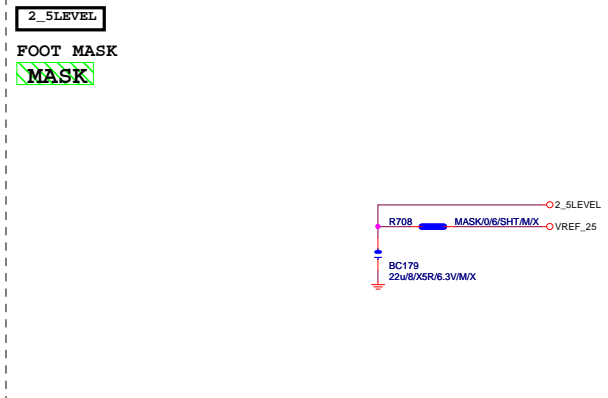 2_5LEVEL
FOOT MASK
MASK
2_5LEVEL
R708 MASK/0/6/SHT/M/X VREF_25
BC179
22u/8/X5R/6.3V/M/X